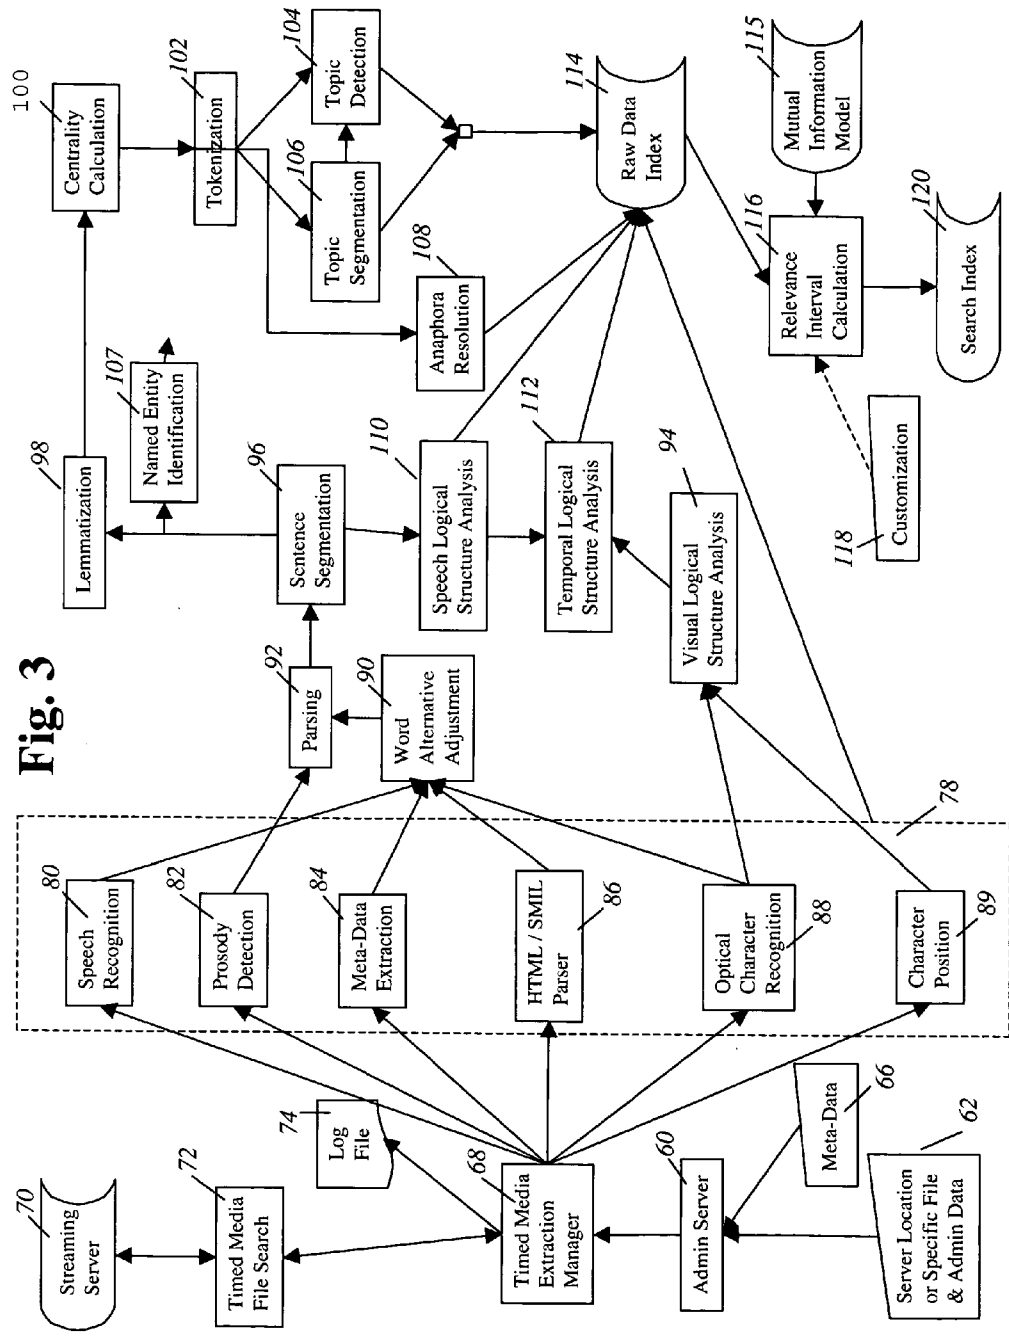 Fig. 3
70
Streaming
Server
72
Timed Media
File Search
74
Log
File
68
Timed Media
Extraction
Manager
60
Admin Server
Meta-Data
66
62
Server Location
or Specific File
& Admin Data
80
Speech
Recognition
82
Prosody
Detection
84
Meta-Data
Extraction
HTML / SMIL
Parser
86
Optical
Character
Recognition
88
Character
Position
89
78
92
Parsing
90
Word
Alternative
Adjustment
98
Lemmatization
107
Named Entity
Identification
96
Sentence
Segmentation
110
Speech Logical
Structure Analysis
112
Temporal Logical
Structure Analysis
94
Visual Logical
Structure Analysis
118
Customization
100
Centrality
Calculation
102
Tokenization
104
Topic
Detection
106
Topic
Segmentation
108
Anaphora
Resolution
114
Raw Data
Index
115
Mutual
Information
Model
116
Relevance
Interval
Calculation
120
Search Index